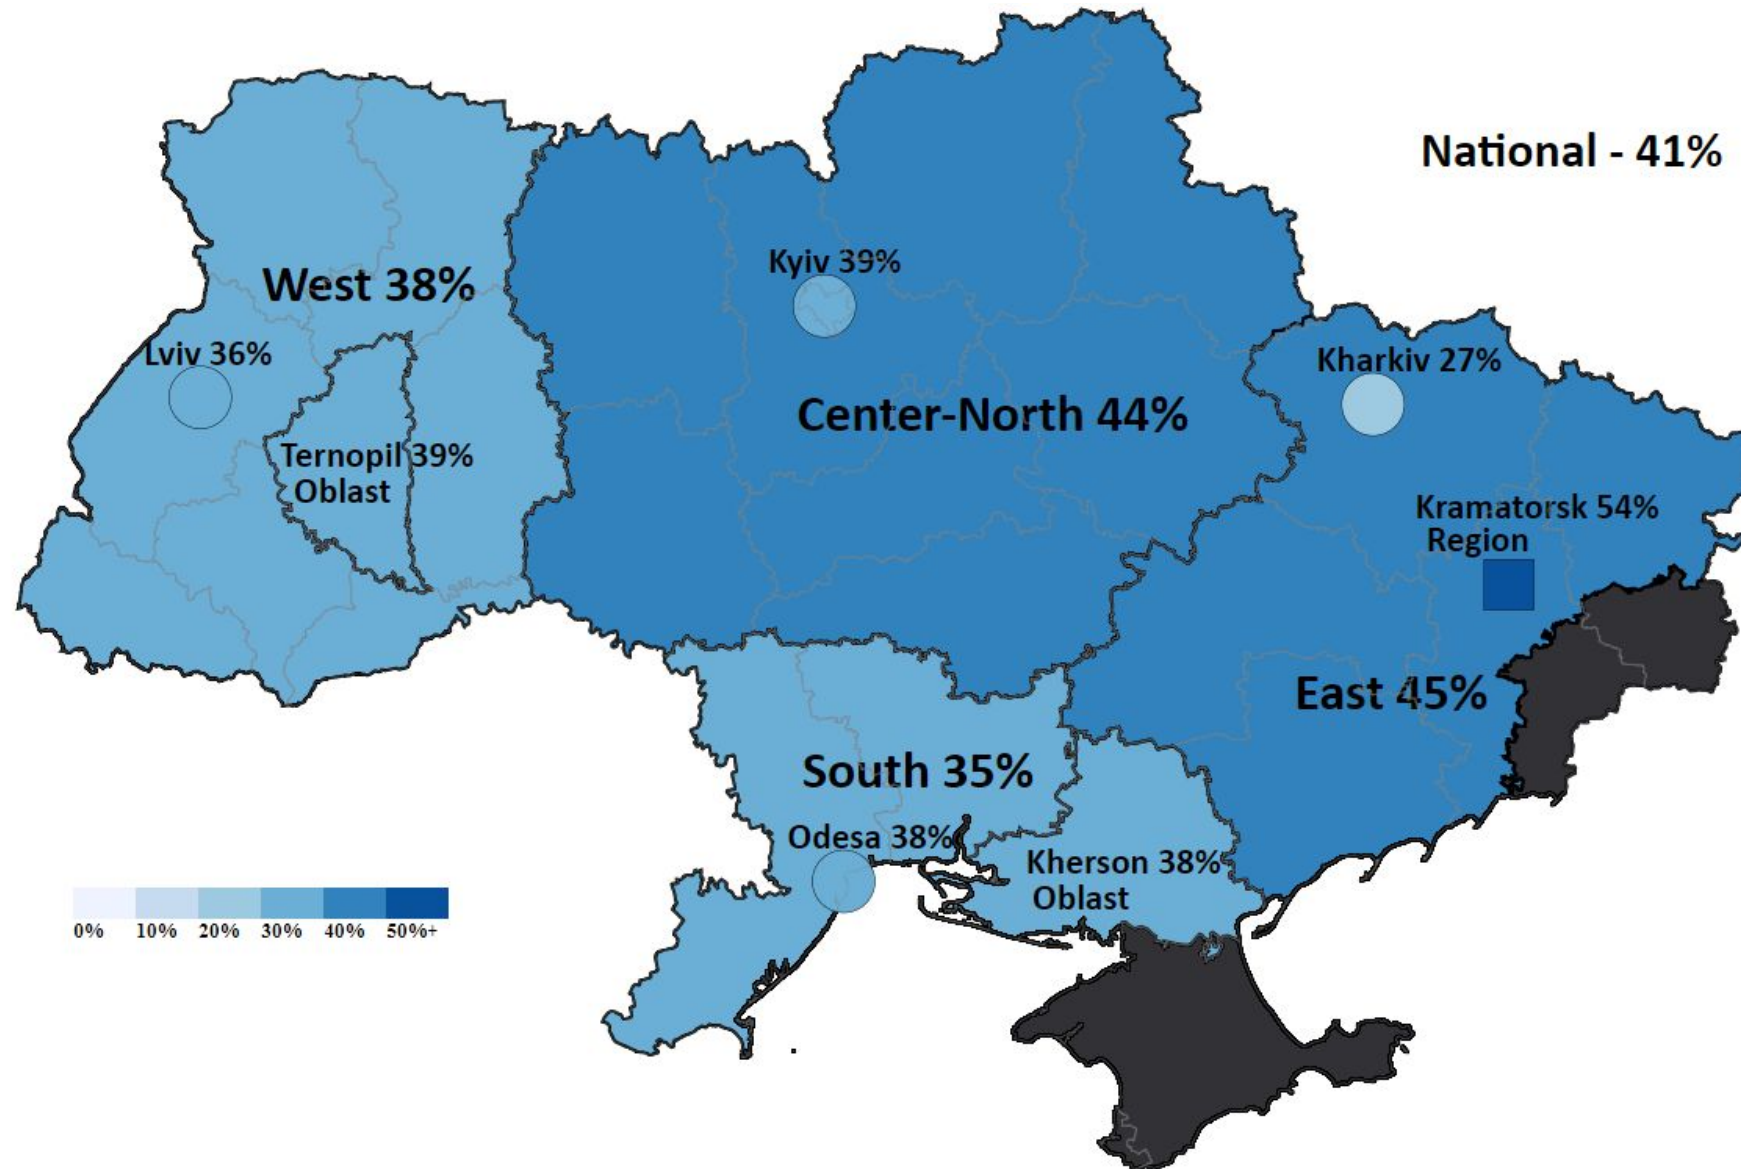 National - 41%
Kyiv 39%
West 38%
Lviv 36%
Kharkiv 27%
Center-North 44%
Ternopil 39%
Oblast
Kramatorsk 54%
Region
East 45%
South 35%
Odesa 38%
Kherson 38%
Oblast
0% 10% 20% 30% 40% 50%+